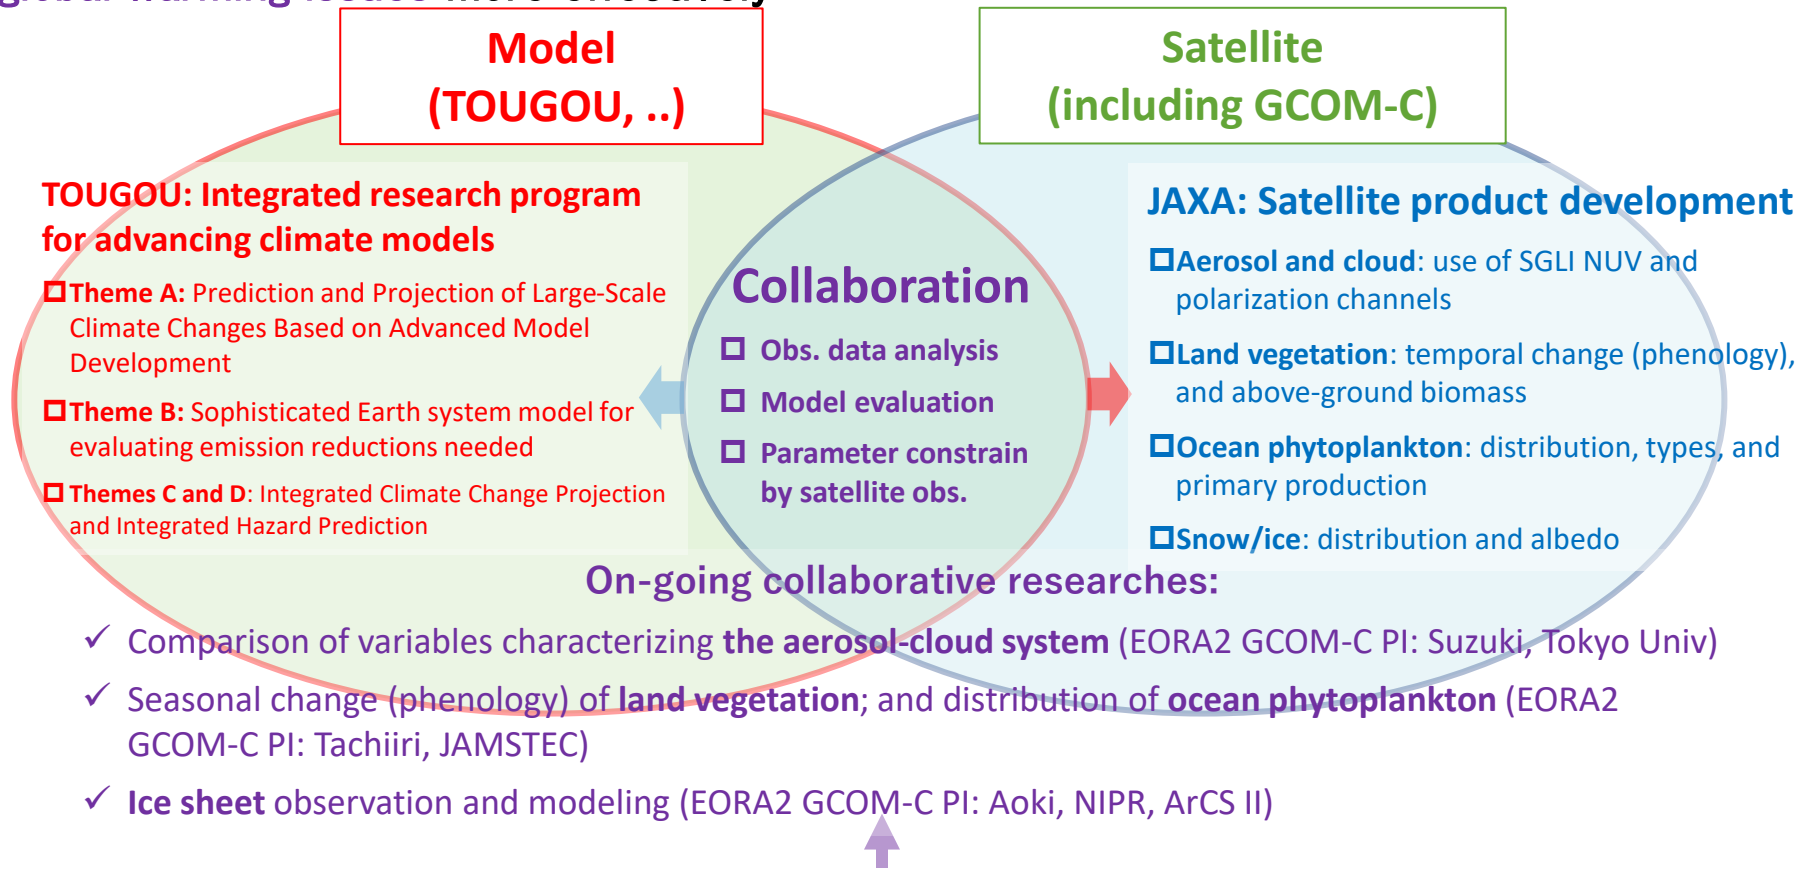 global warming issues more effectively
Model
(TOUGOU, ..)
Satellite
(including GCOM-C)
TOUGOU: Integrated research program
for advancing climate models
Theme A: Prediction and Projection of Large-Scale
Climate Changes Based on Advanced Model
Development
Theme B: Sophisticated Earth system model for
evaluating emission reductions needed
Themes C and D: Integrated Climate Change Projection
and Integrated Hazard Prediction
Collaboration
Obs. data analysis
Model evaluation
Parameter constrain
by satellite obs.
JAXA: Satellite product development
Aerosol and cloud: use of SGLI NUV and
polarization channels
Land vegetation: temporal change (phenology),
and above-ground biomass
Ocean phytoplankton: distribution, types, and
primary production
Snow/ice: distribution and albedo
On-going collaborative researches:
✓ Comparison of variables characterizing the aerosol-cloud system (EORA2 GCOM-C PI: Suzuki, Tokyo Univ)
✓ Seasonal change (phenology) of land vegetation; and distribution of ocean phytoplankton (EORA2
GCOM-C PI: Tachiiri, JAMSTEC)
✓ Ice sheet observation and modeling (EORA2 GCOM-C PI: Aoki, NIPR, ArCS II)